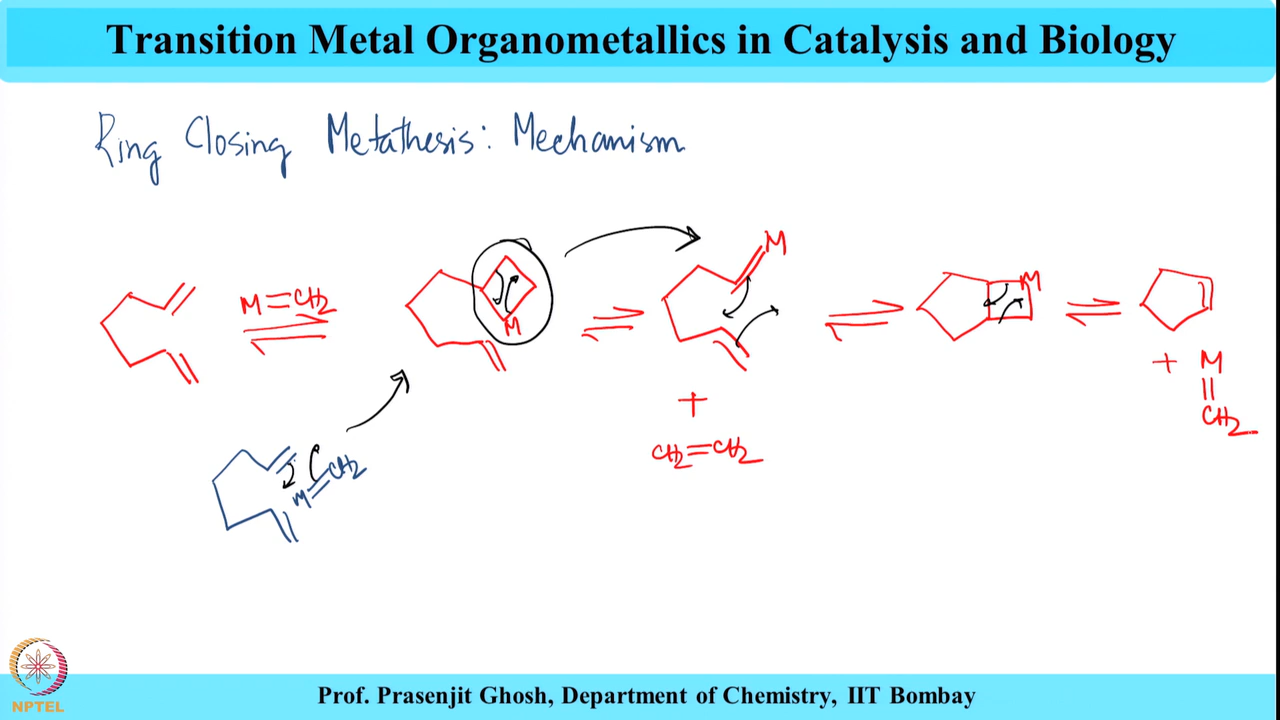 Transition Metal Organometallics in Catalysis and Biology
Ring Closing Metathesis: Mechanism
M=CH2
M
M
M
+
CH2=CH2
+ M
=
CH2
M=CH2
Prof. Prasenjit Ghosh, Department of Chemistry, IIT Bombay
NPTEL